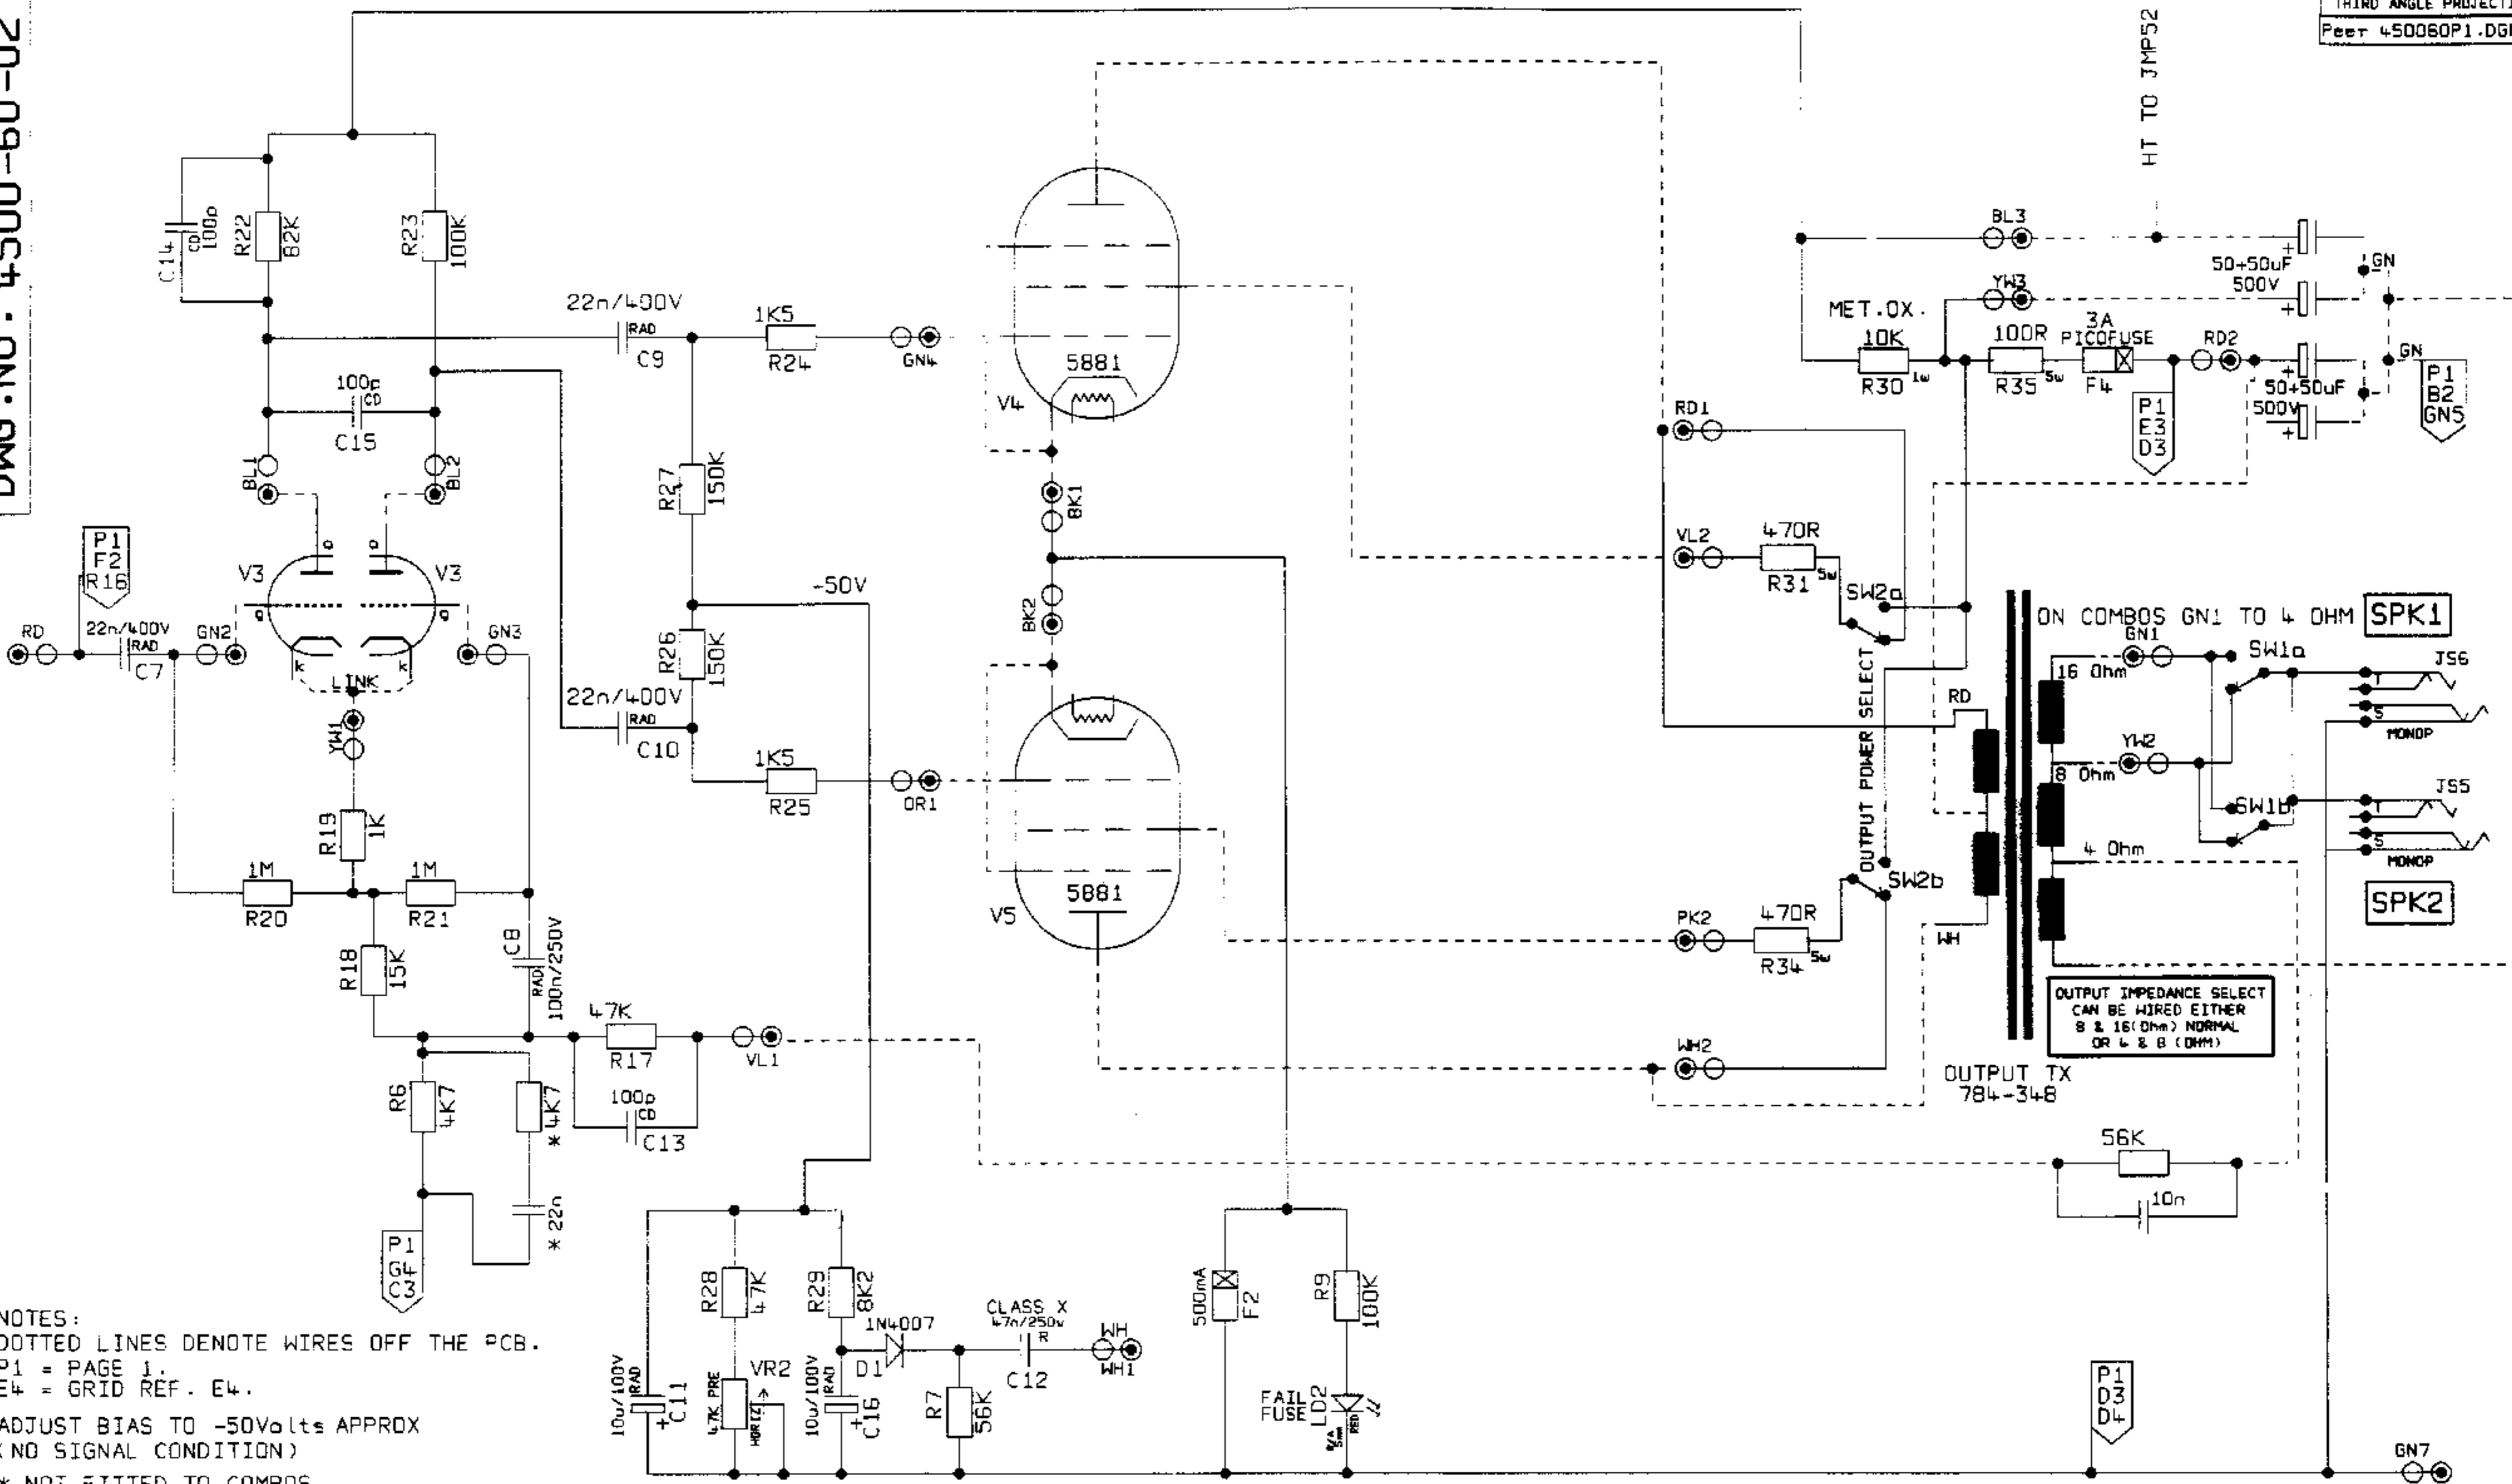 DWG.NO. 4500-60-02
Peer 450060P1.DG
HT TO JMP52
C14
CD
100p
R22
82K
R23
100K
22n/400V
RAD
C9
1K5
R24
GN4
5881
V4
100p
CD
C15
BL1
BL2
R27
150K
BK1
P1
F2
R16
V3
V3
-50V
RD
22n/400V
RAD
C7
GN2
g
g
GN3
k
k
LINK
R26
150K
BK2
22n/400V
RAD
C10
YW1
1K5
R25
OR1
R19
1K
1M
R20
1M
R21
5881
V5
R18
15K
C8
RAD
100n/250V
47K
R17
VL1
R6
4K7
* 4K7
100p
CD
C13
* 22n
P1
G4
C3
BL3
YW3
50+50uF
500V
GN
MET.OX.
10K
R30
1W
100R
R35
5W
3A
PICOFUSE
F4
RD2
GN
50+50uF
500V
P1
E3
D3
P1
B2
GN5
RD1
VL2
470R
R31
5W
SW2a
OUTPUT POWER SELECT
SW2b
PK2
470R
R34
5W
WH2
ON COMBOS GN1 TO 4 OHM
SPK1
GN1
SW1a
JS6
16 Ohm
T
S
MONOP
RD
YW2
8 Ohm
SW1b
JS5
T
S
MONOP
4 Ohm
SPK2
WH
OUTPUT IMPEDANCE SELECT
CAN BE WIRED EITHER
8 & 16(Ohm) NORMAL
OR 4 & 8 (OHM)
OUTPUT TX
784-348
56K
10n
R28
47K
R29
8K2
1N4007
D1
CLASS X
47n/250v
R
C12
WH
WH1
500mA
F2
R9
100K
10u/100V
RAD
C11
47K PRE
VR2
HORIZ
10u/100V
RAD
C16
R7
56K
FAIL
FUSE
LD2
5mm
RED
P1
D3
D4
GN7
NOTES:
DOTTED LINES DENOTE WIRES OFF THE PCB.
P1 = PAGE 1.
E4 = GRID REF. E4.
ADJUST BIAS TO -50Volts APPROX
(NO SIGNAL CONDITION)
* NOT FITTED TO COMBOS